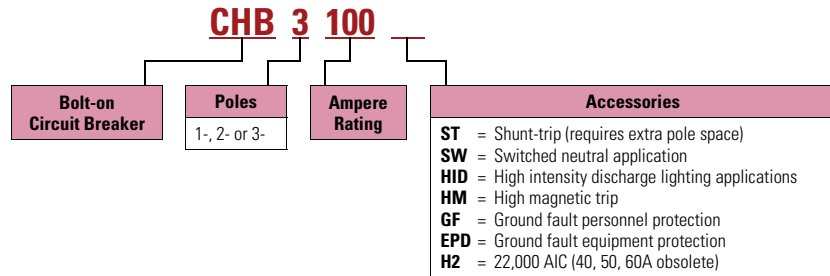 CHB 3 100
Bolt-on
Circuit Breaker
Poles
1-, 2- or 3-
Ampere
Rating
Accessories
ST = Shunt-trip (requires extra pole space)
SW = Switched neutral application
HID = High intensity discharge lighting applications
HM = High magnetic trip
GF = Ground fault personnel protection
EPD = Ground fault equipment protection
H2 = 22,000 AIC (40, 50, 60A obsolete)